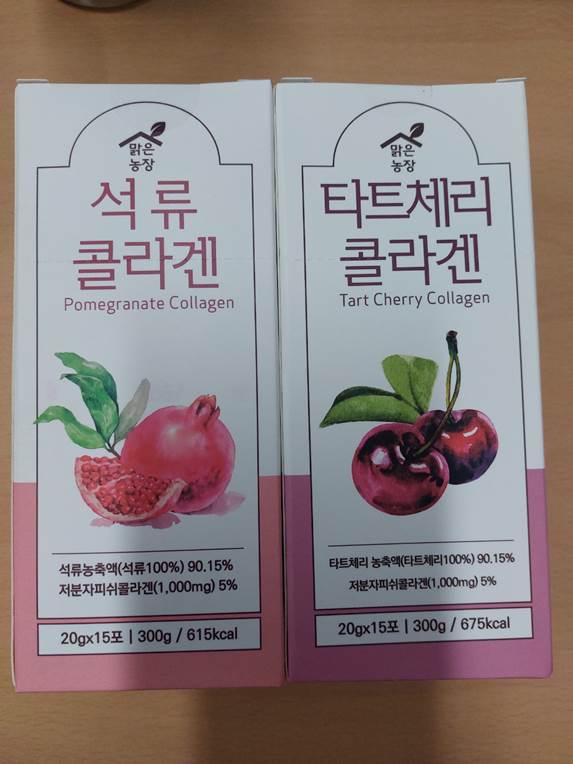 맑은
농장
석류
콜라겐
Pomegranate Collagen
석류농축액(석류100%) 90.15%
저분자피쉬콜라겐(1,000mg) 5%
20gx15포 | 300g / 615kcal
맑은
농장
타트체리
콜라겐
Tart Cherry Collagen
타트체리 농축액(타트체리100%) 90.15%
저분자피쉬콜라겐(1,000mg) 5%
20gx15포 | 300g / 675kcal